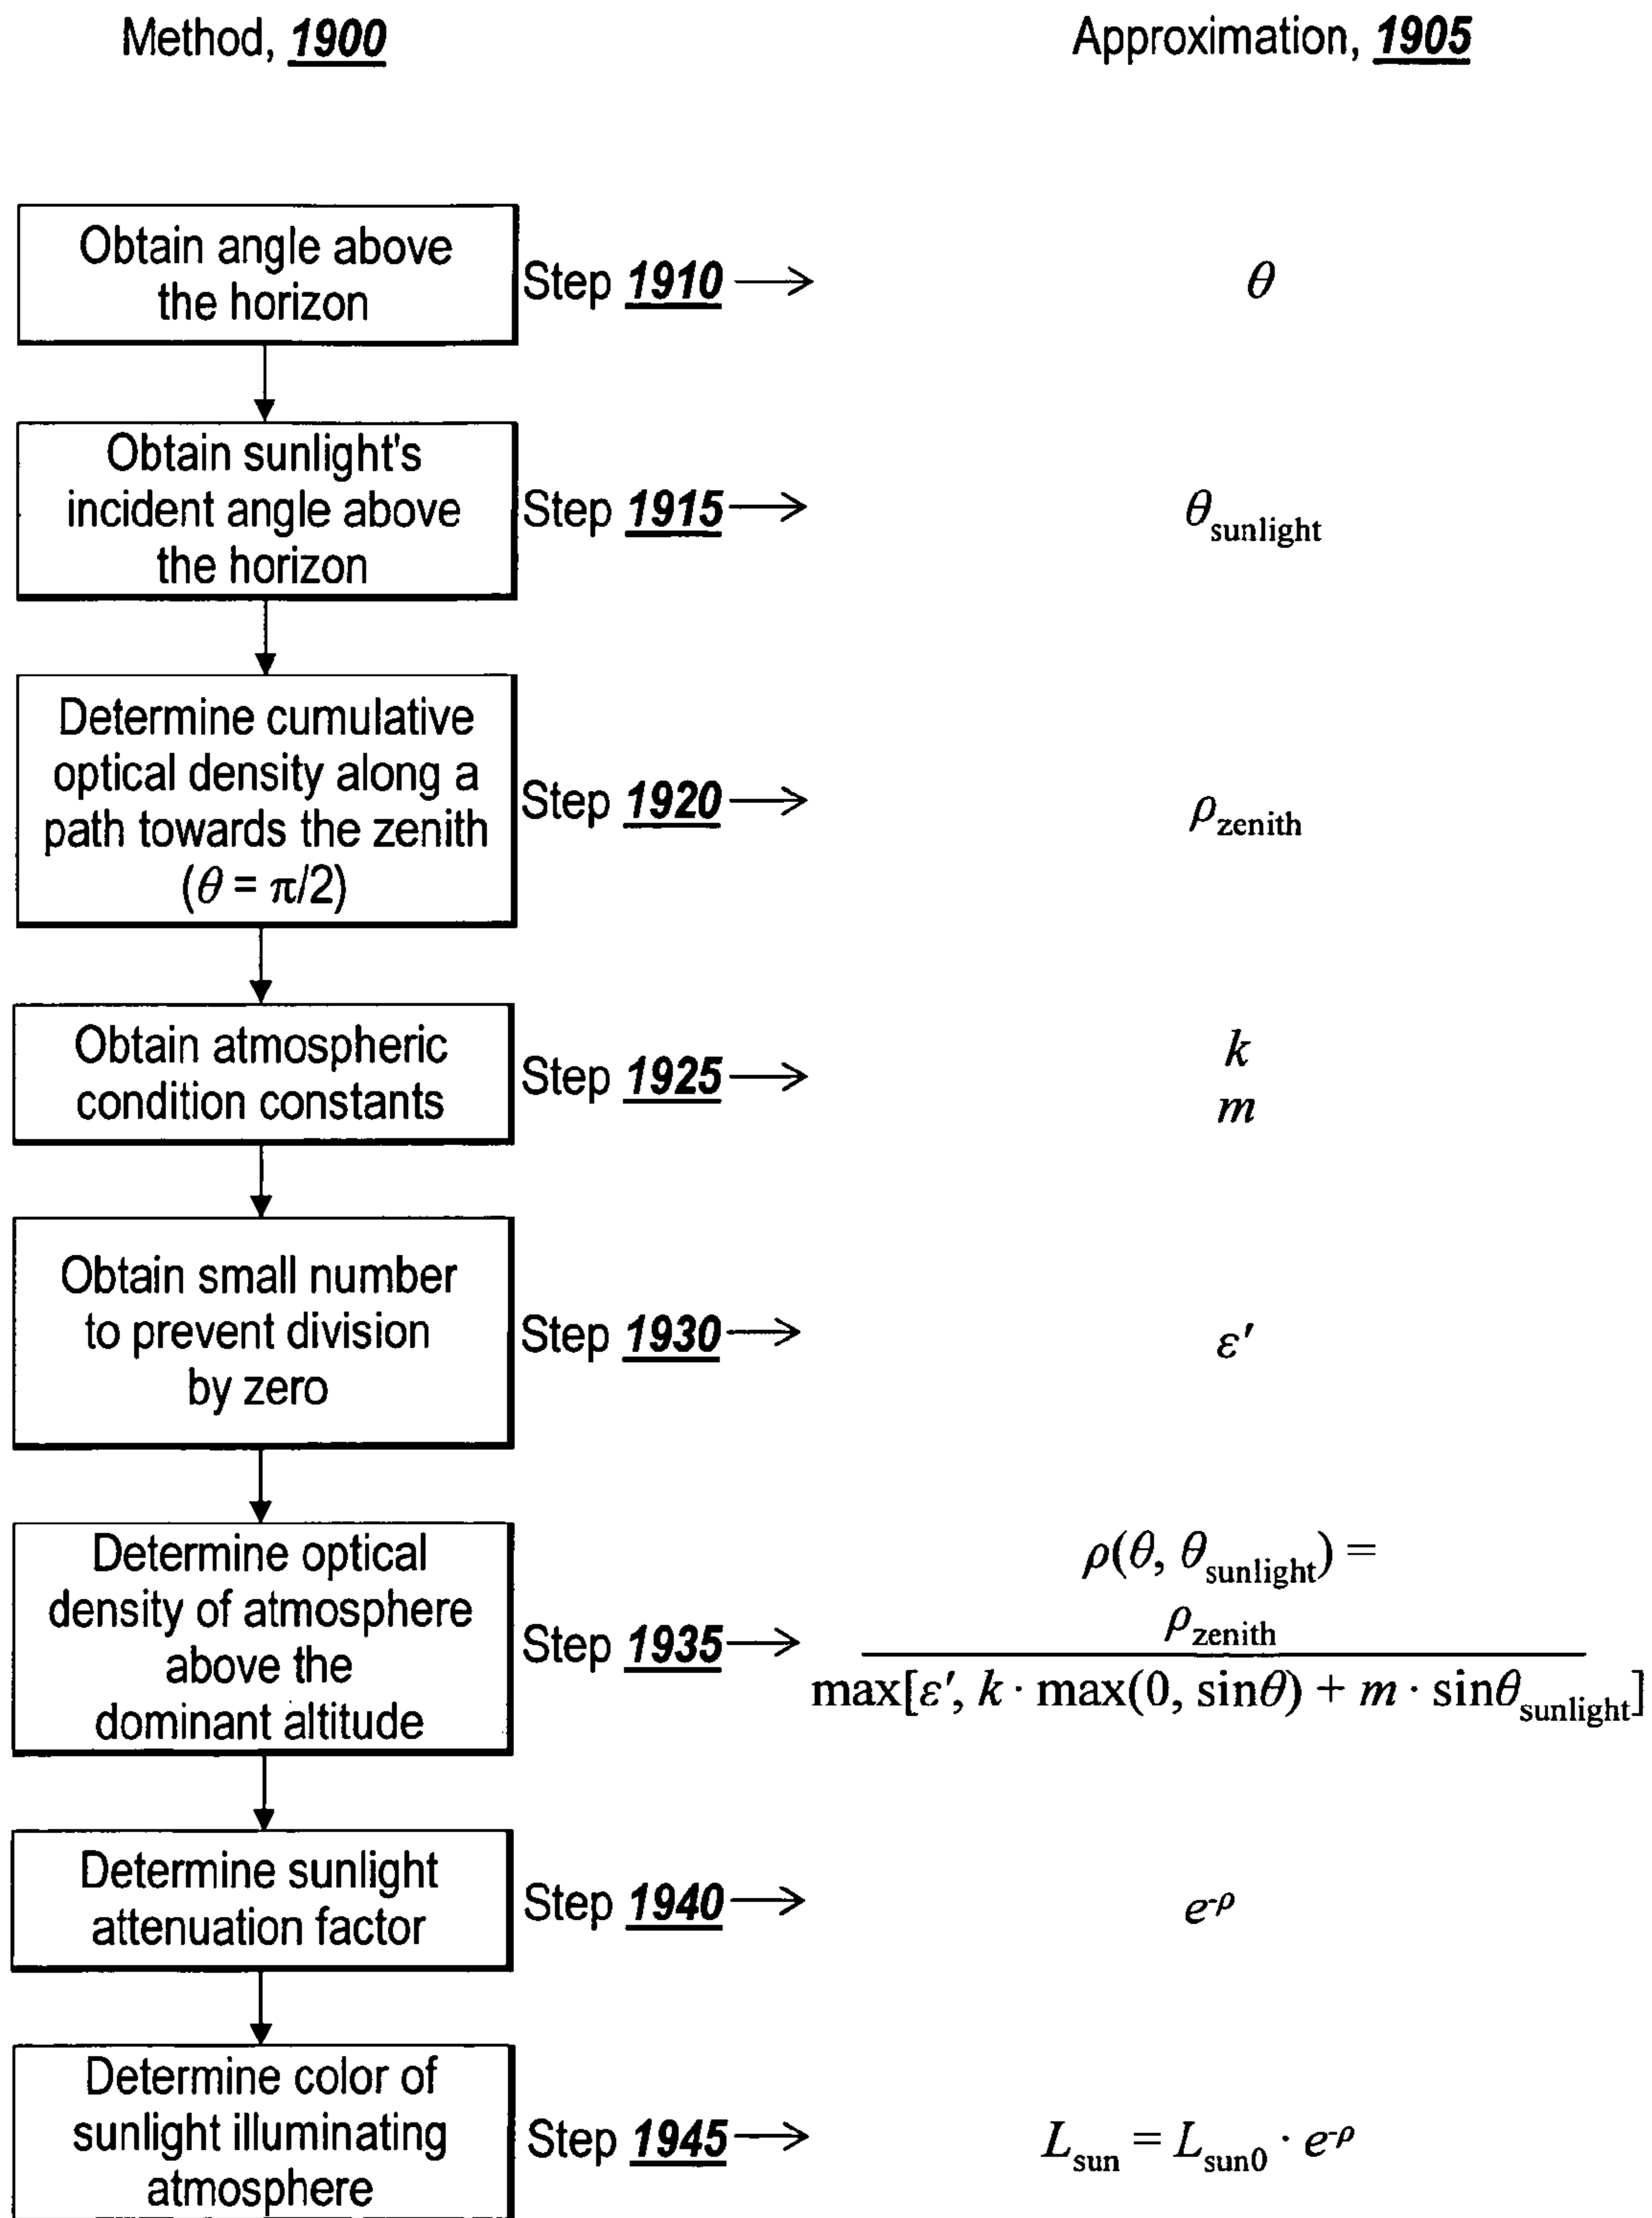 Method, 1900
Approximation, 1905
Obtain angle above
the horizon
Step 1910 →
θ
Obtain sunlight's
incident angle above
the horizon
Step 1915 →
θsunlight
Determine cumulative
optical density along a
path towards the zenith
(θ = π/2)
Step 1920 →
ρzenith
Obtain atmospheric
condition constants
Step 1925 →
k
m
Obtain small number
to prevent division
by zero
Step 1930 →
ε′
Determine optical
density of atmosphere
above the
dominant altitude
Step 1935 →
ρ(θ, θsunlight) =
ρzenith
max[ε′, k · max(0, sinθ) + m · sinθsunlight]
Determine sunlight
attenuation factor
Step 1940 →
e-ρ
Determine color of
sunlight illuminating
atmosphere
Step 1945 →
Lsun = Lsun0 · e-ρ